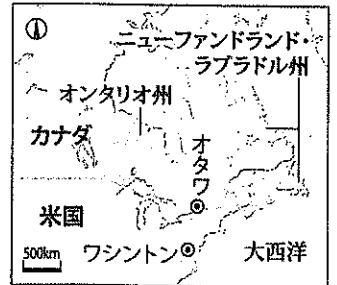 ニューファンドランド・
ラブラドル州
オンタリオ州
カナダ
オタワ
米国
500km
ワシントン
大西洋